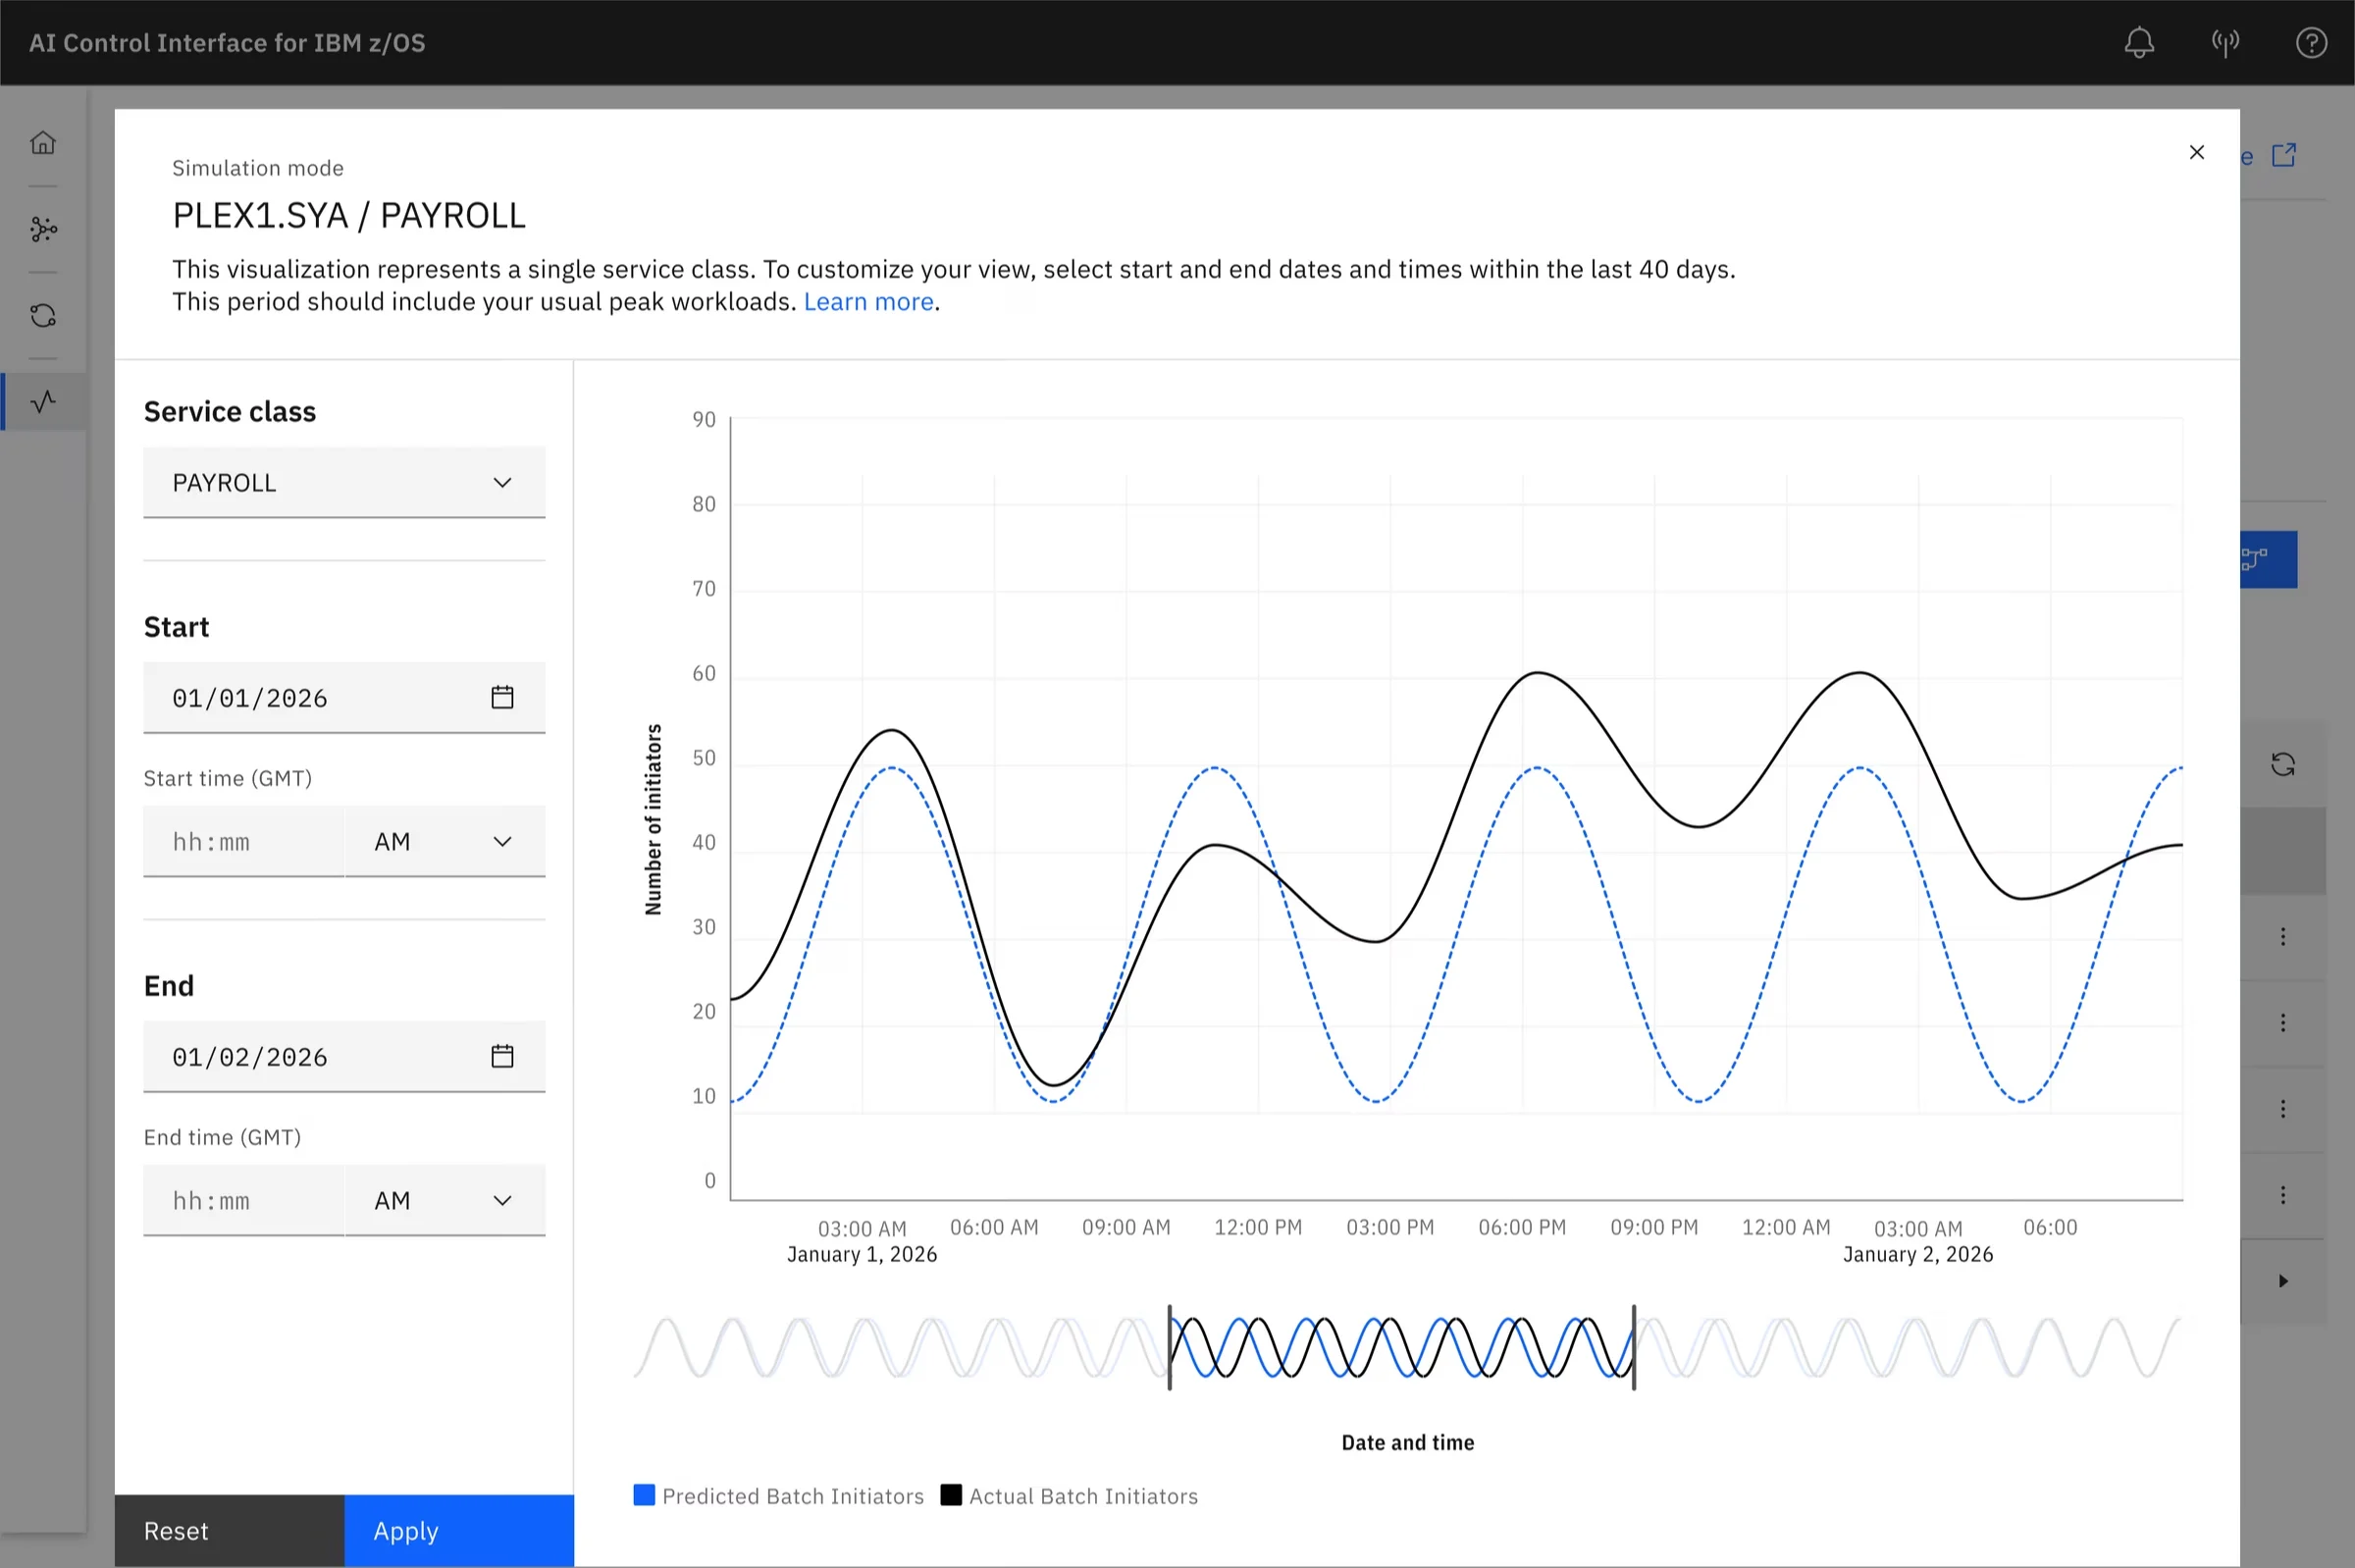 AI Control Interface for IBM z/OS
e
Simulation mode
PLEX1.SYA / PAYROLL
This visualization represents a single service class. To customize your view, select start and end dates and times within the last 40 days.
This period should include your usual peak workloads. Learn more.
Service class
PAYROLL
Start
01/01/2026
Start time (GMT)
hh:mm
AM
End
01/02/2026
End time (GMT)
hh:mm
AM
Reset
Apply
Number of initiators
90
80
70
60
50
40
30
20
10
0
03:00 AM 06:00 AM 09:00 AM 12:00 PM 03:00 PM 06:00 PM 09:00 PM 12:00 AM 03:00 AM 06:00
January 1, 2026 January 2, 2026
Date and time
Predicted Batch Initiators Actual Batch Initiators